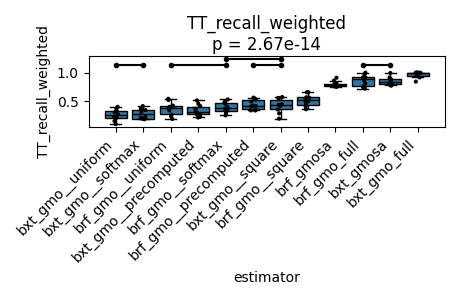 TT_recall_weighted
p = 2.67e-14
TT_recall_weighted
1.0
0.5
bxt_gmo__uniform
bxt_gmo__softmax
brf_gmo__uniform
bxt_gmo__precomputed
brf_gmo__softmax
brf_gmo__precomputed
bxt_gmo__square
brf_gmo__square
brf_gmosa
brf_gmo_full
bxt_gmosa
bxt_gmo_full
estimator